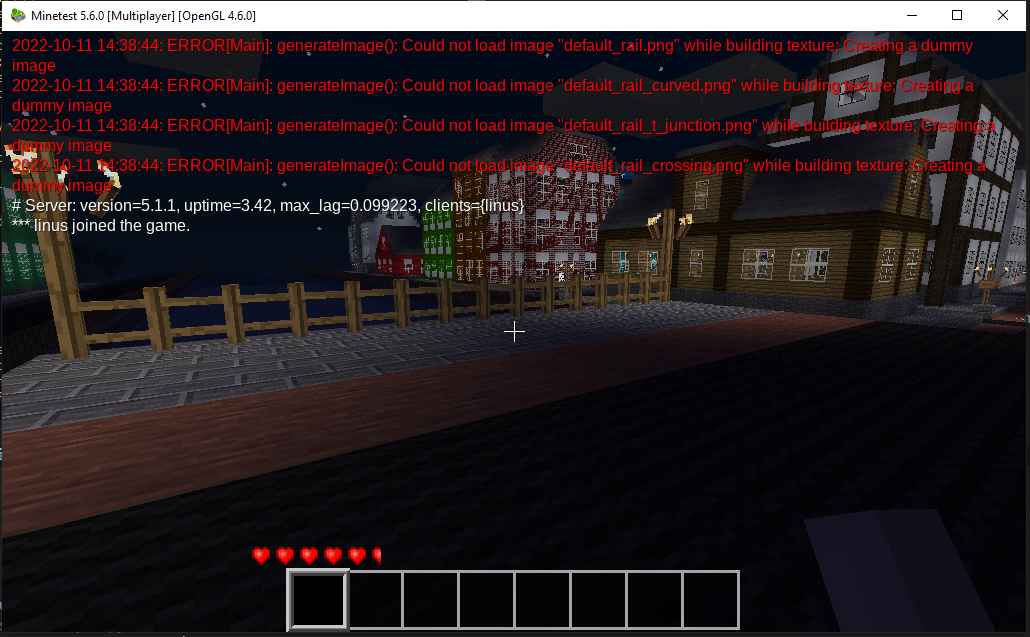 Minetest 5.6.0 [Multiplayer] [OpenGL 4.6.0]
2022-10-11 14:38:44: ERROR[Main]: generateImage(): Could not load image "default_rail.png" while building texture; Creating a dummy
image
2022-10-11 14:38:44: ERROR[Main]: generateImage(): Could not load image "default_rail_curved.png" while building texture; Creating a
dummy image
2022-10-11 14:38:44: ERROR[Main]: generateImage(): Could not load image "default_rail_t_junction.png" while building texture; Creating a
dummy image
2022-10-11 14:38:44: ERROR[Main]: generateImage(): Could not load image "default_rail_crossing.png" while building texture; Creating a
dummy image
# Server: version=5.1.1, uptime=3.42, max_lag=0.099223, clients={linus}
*** linus joined the game.